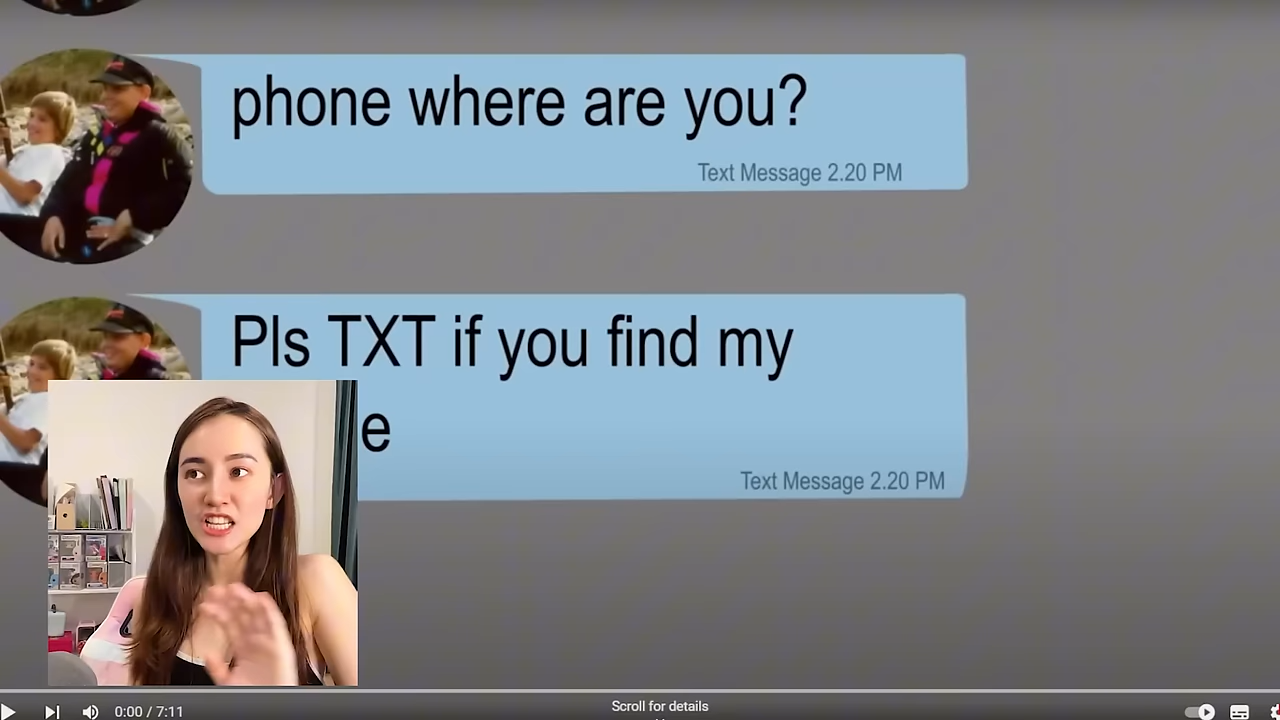 phone where are you?
Text Message 2.20 PM
Pls TXT if you find my
e
Text Message 2.20 PM
0:00 / 7:11
Scroll for details